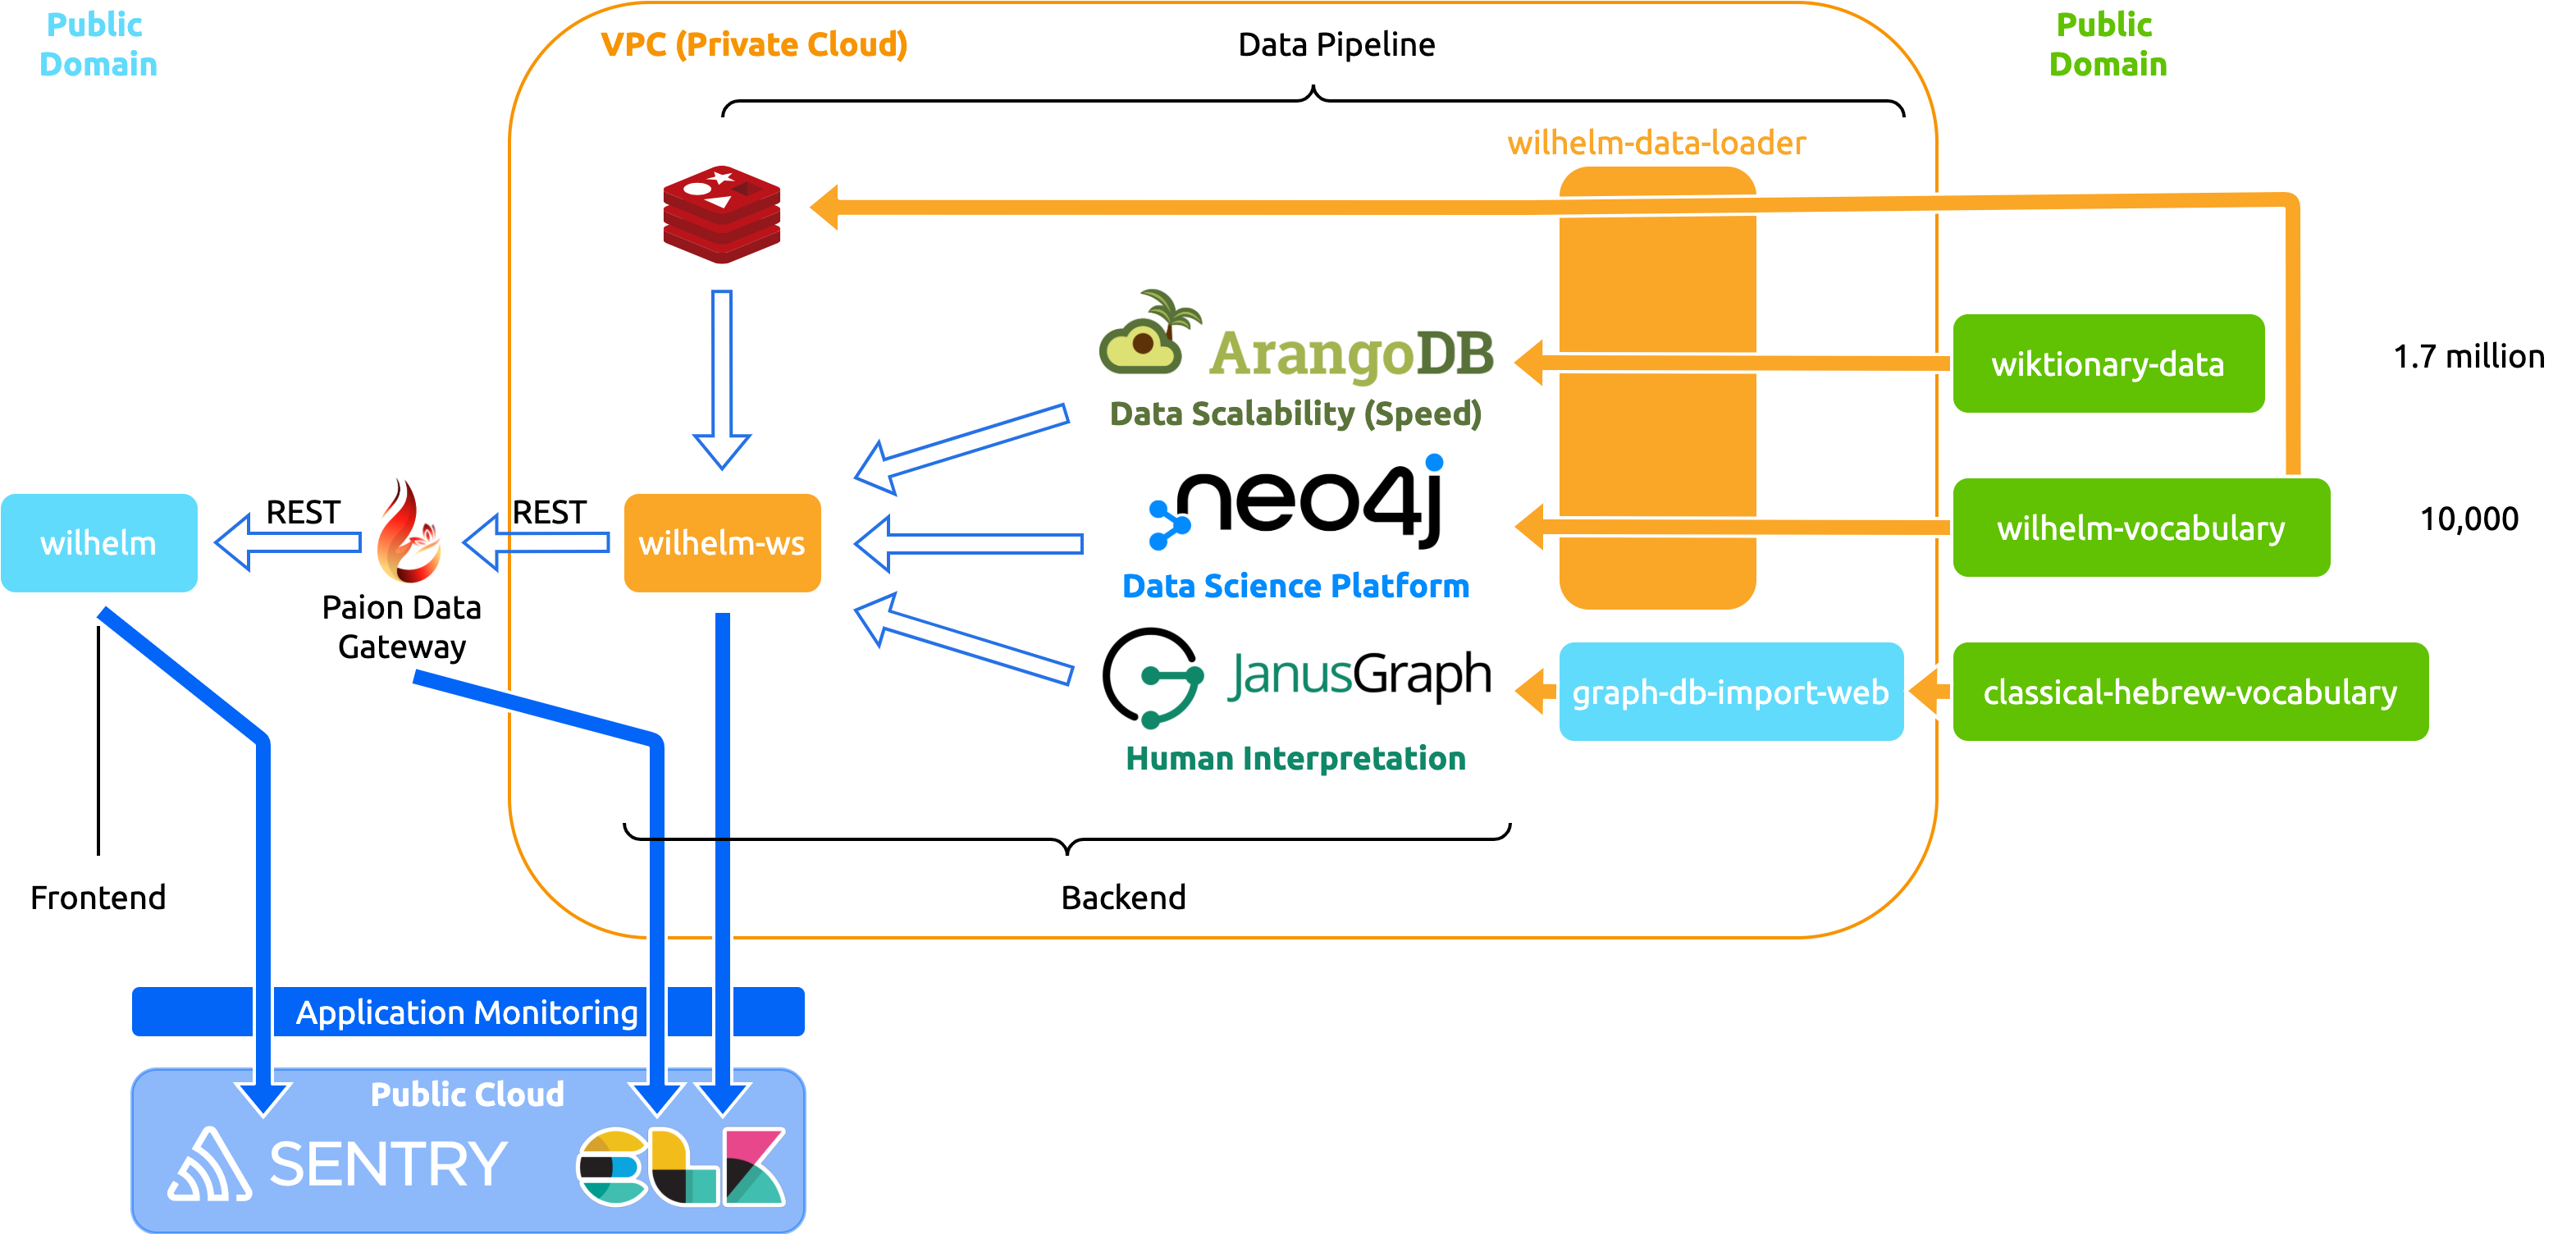 Public
Domain
VPC (Private Cloud)
Data Pipeline
Public
Domain
wilhelm-data-loader
ArangoDB
Data Scalability (Speed)
wiktionary-data
1.7 million
neo4j
Data Science Platform
wilhelm-vocabulary
10,000
wilhelm
REST
REST
wilhelm-ws
Paion Data
Gateway
JanusGraph
Human Interpretation
graph-db-import-web
classical-hebrew-vocabulary
Frontend
Backend
Application Monitoring
Public Cloud
SENTRY
ELK